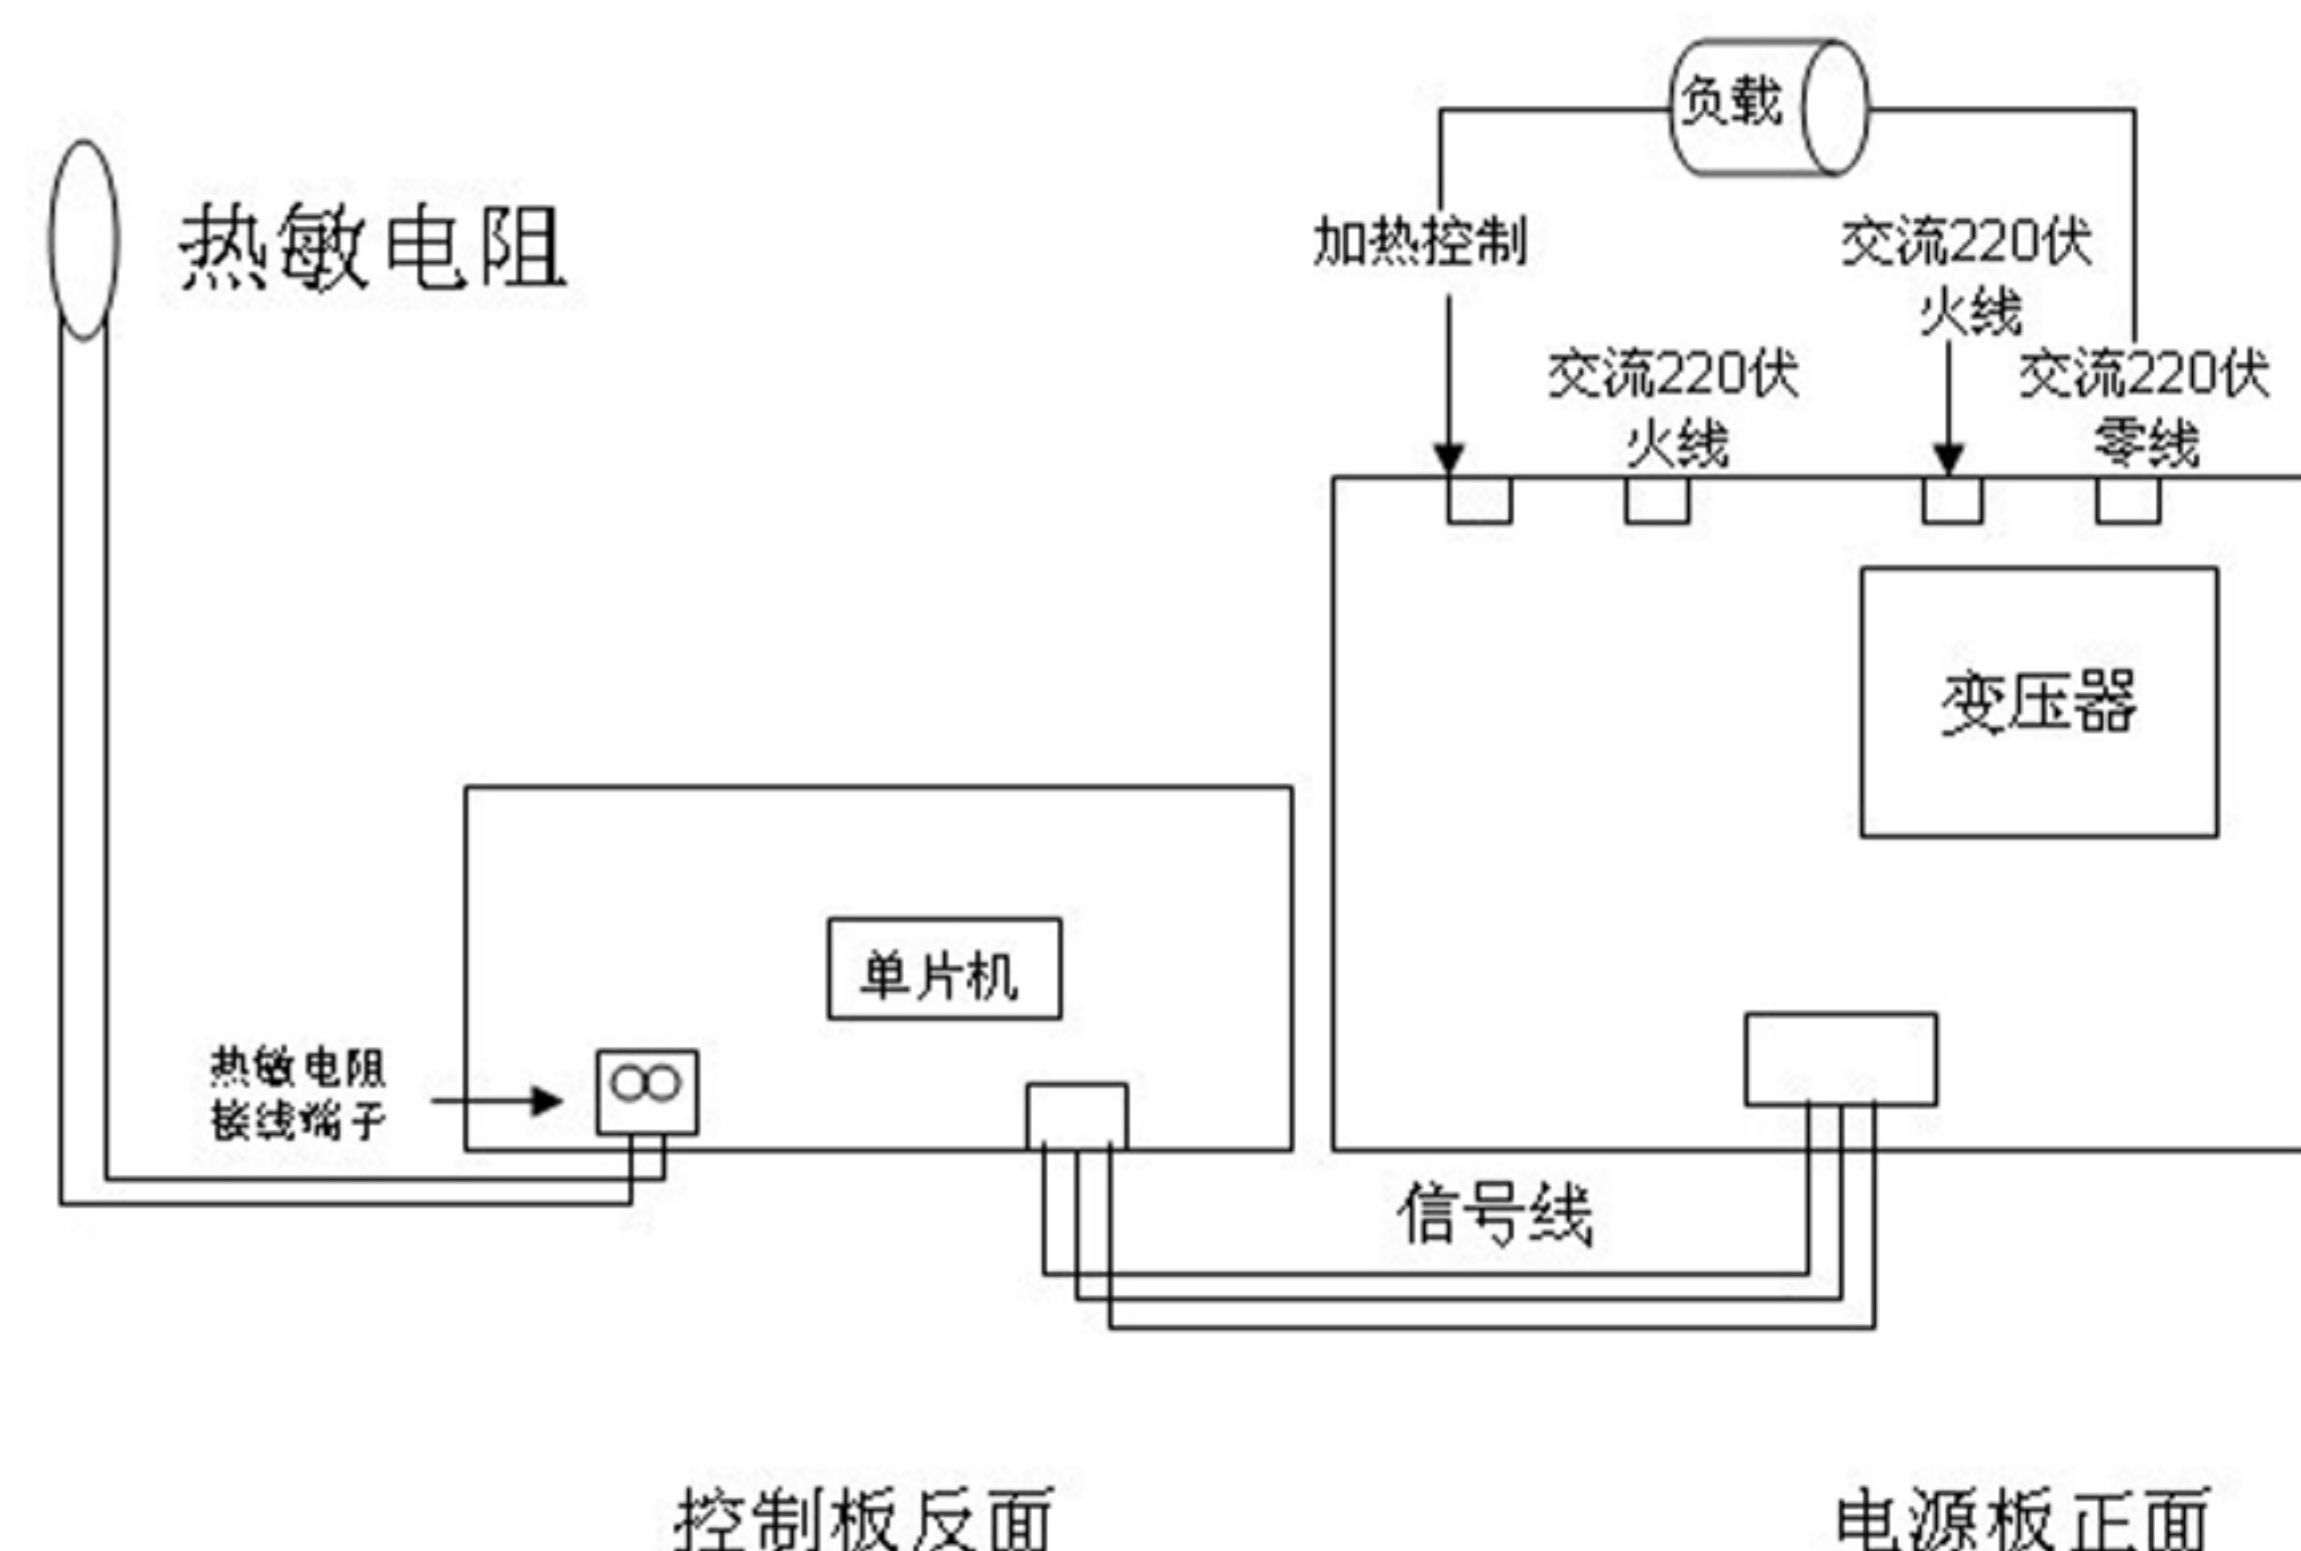 负载
热敏电阻
加热控制
交流220伏
火线
交流220伏
火线
交流220伏
零线
变压器
单片机
热敏电阻
接线端子
信号线
控制板反面
电源板正面